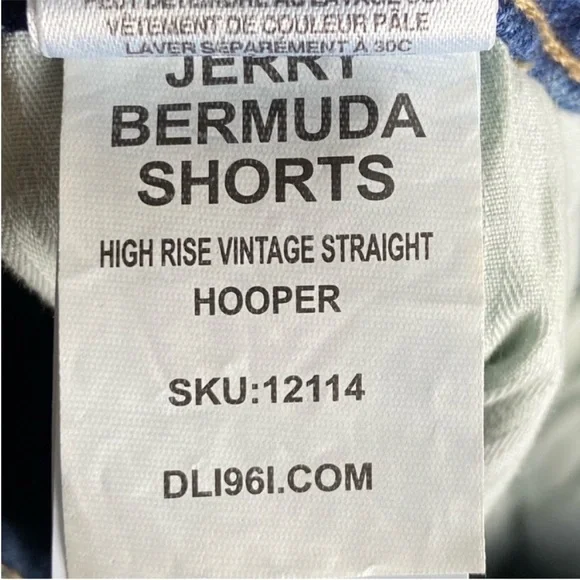 VÊTEMENT DE COULEUR PÂLE
LAVER SÉPARÉMENT À 30C
JERRY
BERMUDA
SHORTS
HIGH RISE VINTAGE STRAIGHT
HOOPER
SKU:12114
DLI96I.COM